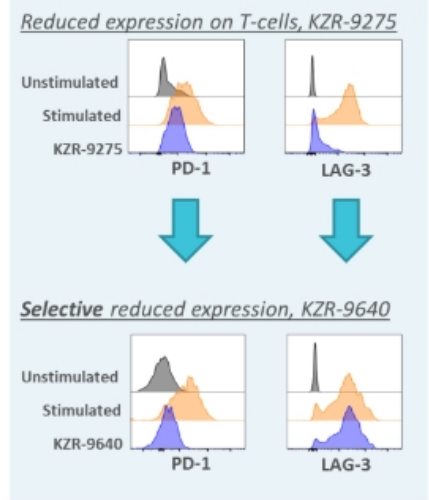 Reduced expression on T-cells, KZR-9275
Unstimulated
Stimulated
KZR-9275
PD-1 LAG-3
Selective reduced expression, KZR-9640
Unstimulated
Stimulated
KZR-9640
PD-1 LAG-3